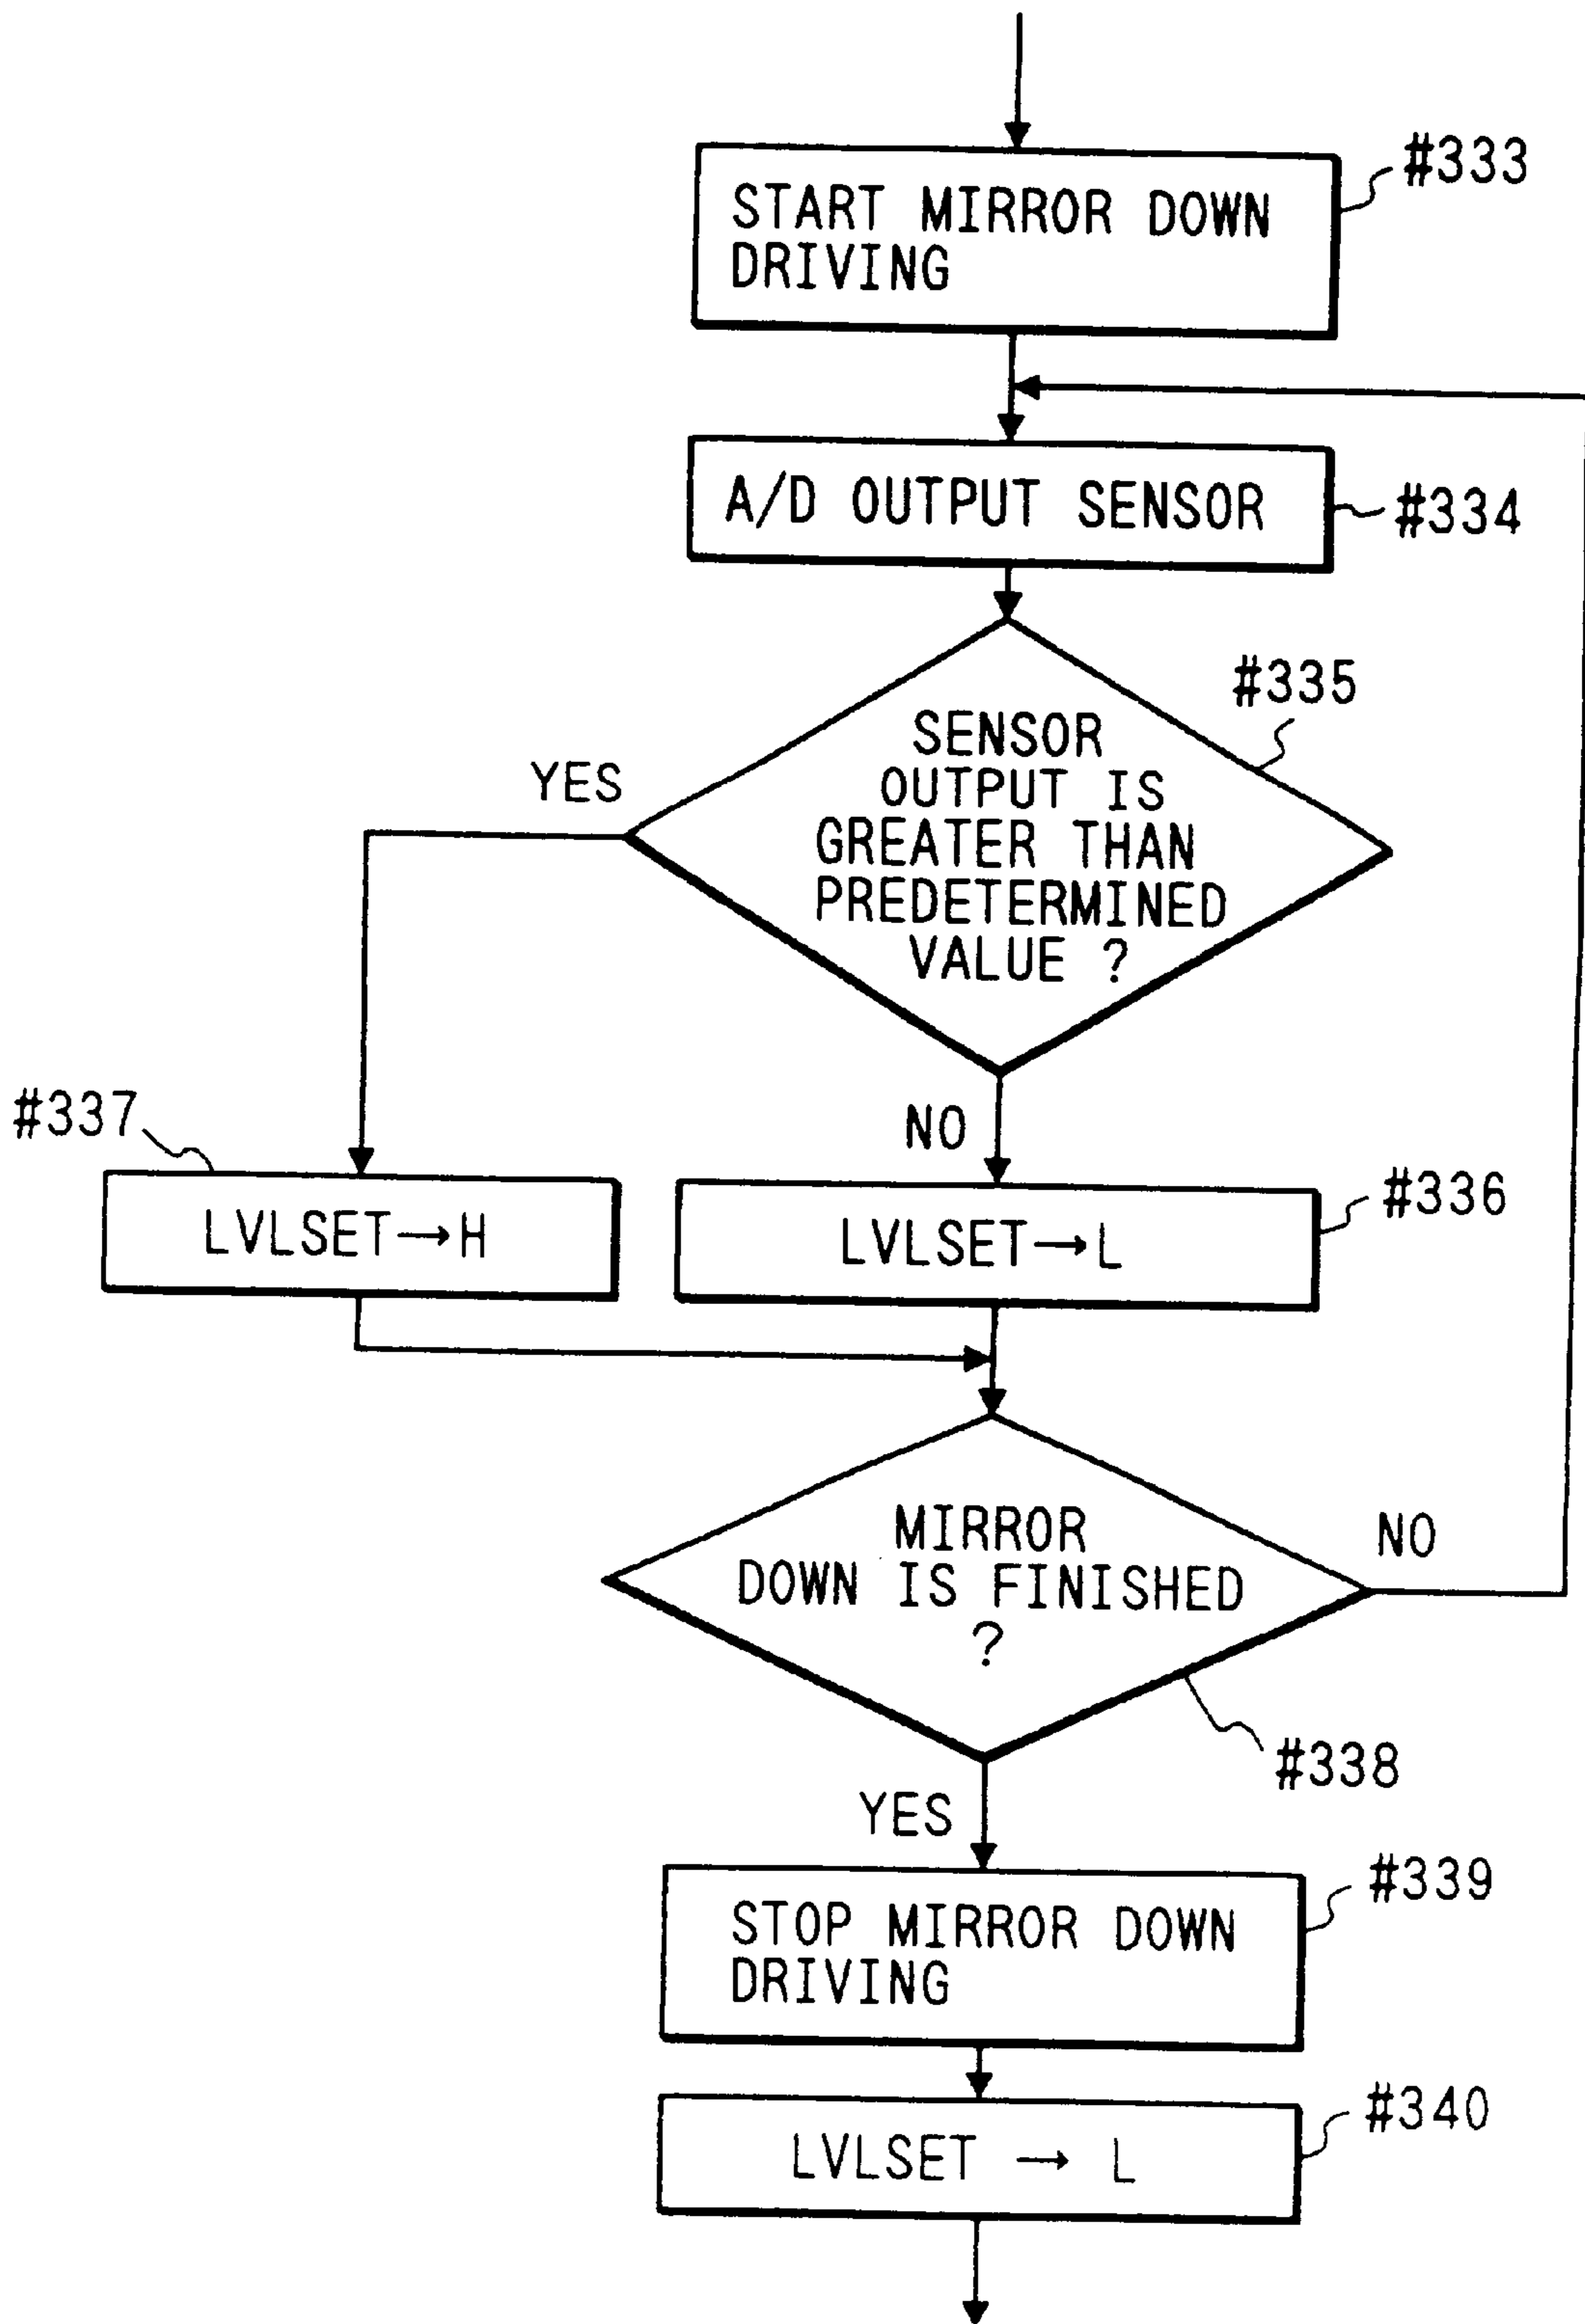 #333
START MIRROR DOWN
DRIVING
A/D OUTPUT SENSOR
#334
#335
SENSOR
OUTPUT IS
GREATER THAN
PREDETERMINED
VALUE ?
YES
NO
#337
LVLSET→H
#336
LVLSET→L
MIRROR
DOWN IS FINISHED
?
NO
#338
YES
#339
STOP MIRROR DOWN
DRIVING
#340
LVLSET → L